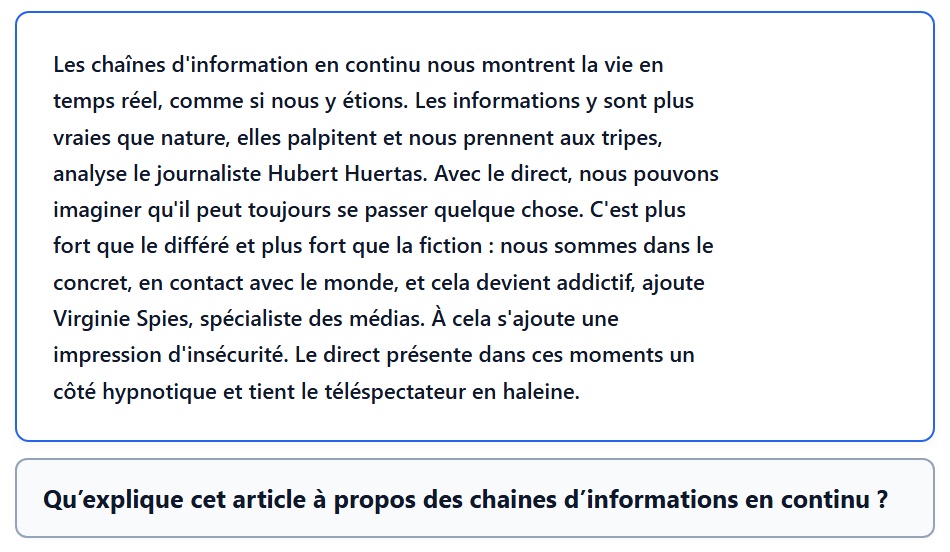 Les chaînes d'information en continu nous montrent la vie en
temps réel, comme si nous y étions. Les informations y sont plus
vraies que nature, elles palpitent et nous prennent aux tripes,
analyse le journaliste Hubert Huertas. Avec le direct, nous pouvons
imaginer qu'il peut toujours se passer quelque chose. C'est plus
fort que le différé et plus fort que la fiction : nous sommes dans le
concret, en contact avec le monde, et cela devient addictif, ajoute
Virginie Spies, spécialiste des médias. À cela s'ajoute une
impression d'insécurité. Le direct présente dans ces moments un
côté hypnotique et tient le téléspectateur en haleine.
Qu’explique cet article à propos des chaines d’informations en continu ?